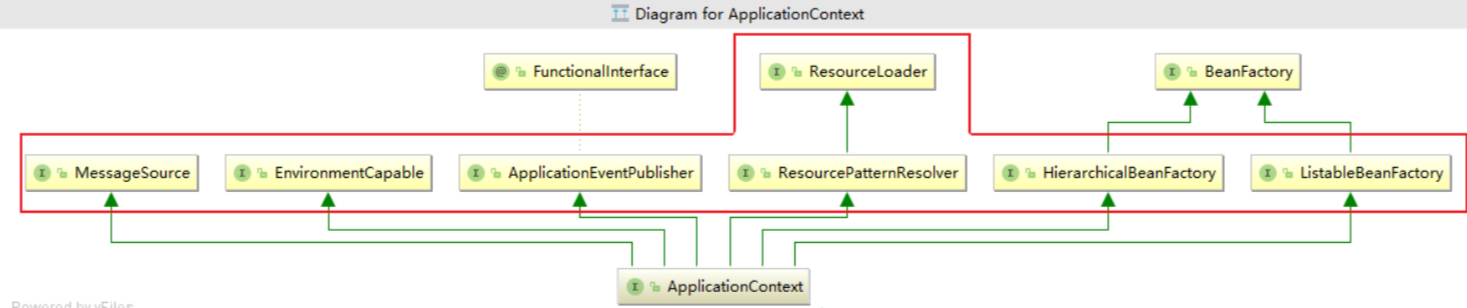 Diagram for ApplicationContext
FunctionalInterface
ResourceLoader
BeanFactory
MessageSource
EnvironmentCapable
ApplicationEventPublisher
ResourcePatternResolver
HierarchicalBeanFactory
ListableBeanFactory
ApplicationContext
Powered by yFiles